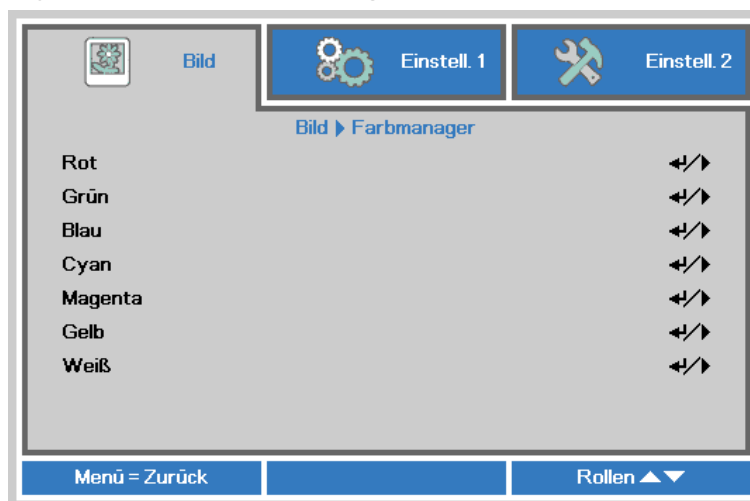 Bild Einstell. 1 Einstell. 2
Bild ▶ Farbmanager
Rot ↵/▶
Grün ↵/▶
Blau ↵/▶
Cyan ↵/▶
Magenta ↵/▶
Gelb ↵/▶
Weiß ↵/▶
Menü = Zurück Rollen ▲▼